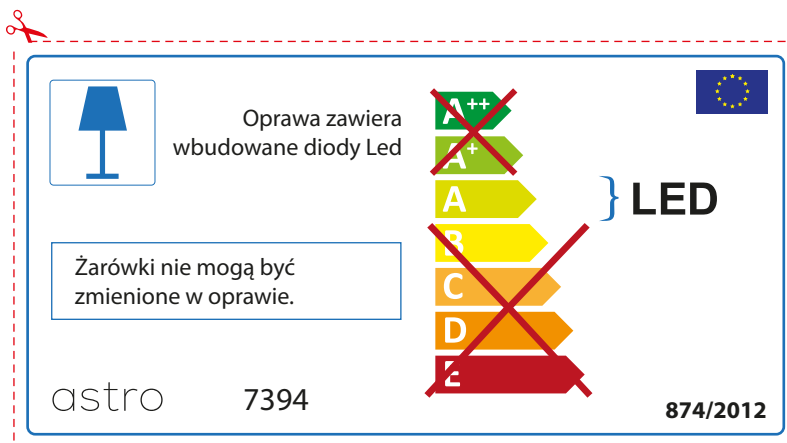 Oprawa zawiera
wbudowane diody Led
A++
A+
A
B
C
D
E
LED
Żarówki nie mogą być
zmienione w oprawie.
astro 7394
874/2012